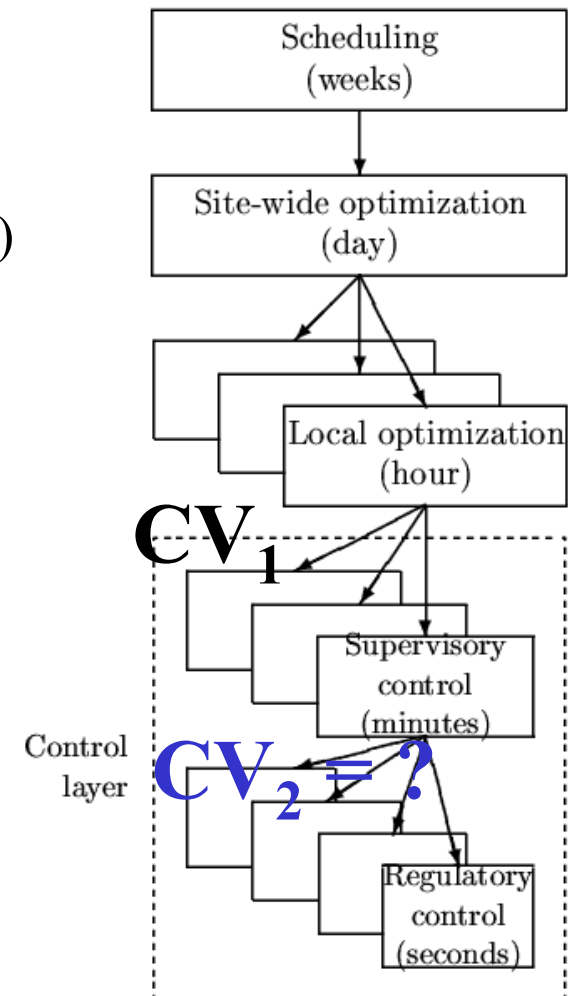 Scheduling
(weeks)
Site-wide optimization
(day)
)
Local optimization
(hour)
CV₁
Supervisory
control
(minutes)
Control
layer
CV₂ = ?
Regulatory
control
(seconds)